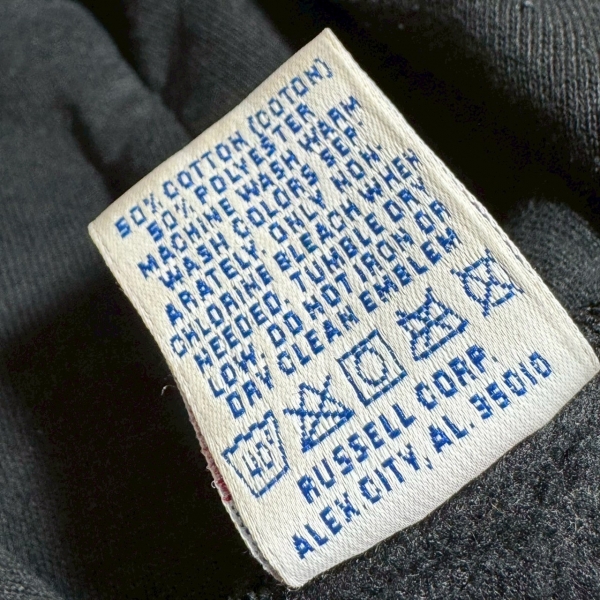 50% COTTON (COTON)
50% POLYESTER
MACHINE WASH WARM
WASH COLORS SEP-
ARATELY. ONLY NON-
CHLORINE BLEACH WHEN
NEEDED. TUMBLE DRY
LOW. DO HOT IRON OR
DRY CLEAN EMBLEM
40°
RUSSELL CORP.
ALEX CITY, AL. 35010